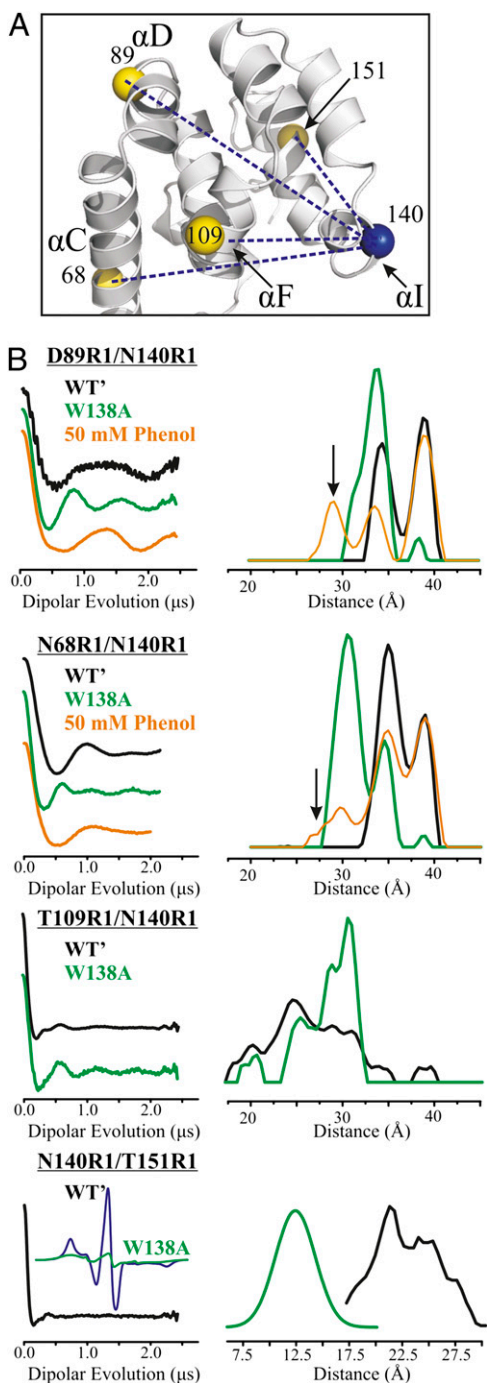 A
αD
89
151
140
αC
109
68
αF
αI
B
D89R1/N140R1
WT'
W138A
50 mM Phenol
0.0 1.0 2.0
Dipolar Evolution (µs)
20 30 35 40
Distance (Å)
N68R1/N140R1
WT'
W138A
50 mM Phenol
0.0 1.0 2.0
Dipolar Evolution (µs)
20 30 40
Distance (Å)
T109R1/N140R1
WT'
W138A
0.0 1.0 2.0
Dipolar Evolution (µs)
20 30 40
Distance (Å)
N140R1/T151R1
WT'
W138A
0.0 1.0 2.0
Dipolar Evolution (µs)
7.5 12.5 17.5 22.5 27.5
Distance (Å)